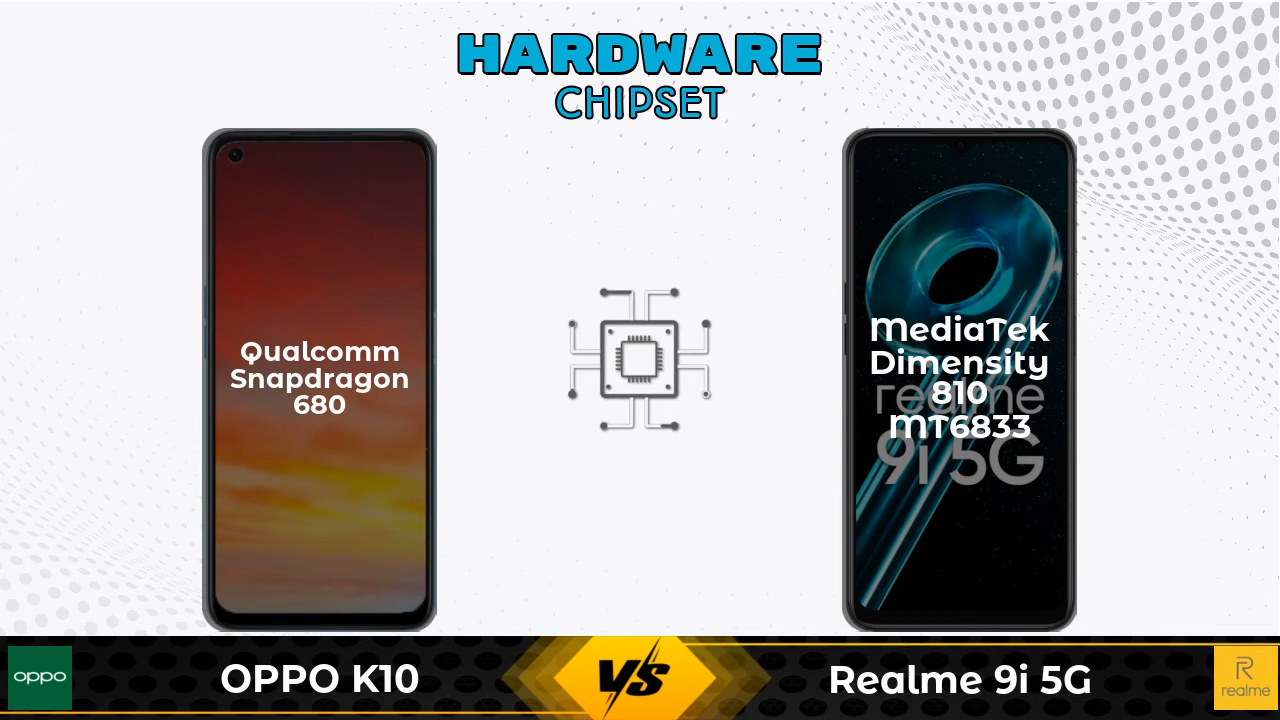 HARDWARE
CHIPSET
Qualcomm
Snapdragon
680
MediaTek
Dimensity
810
MT6833
realme
9i 5G
oppo
OPPO K10
VS
Realme 9i 5G
R
realme